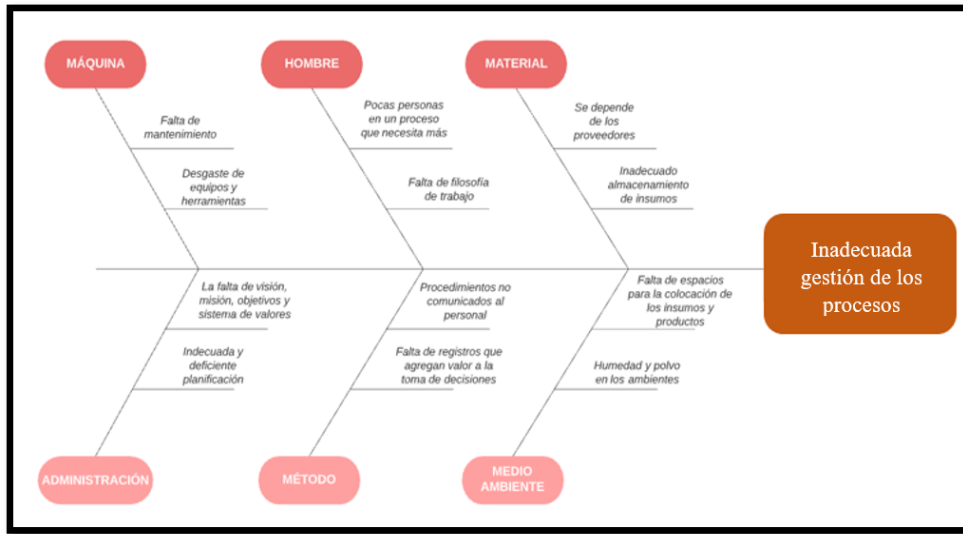 MÁQUINA
HOMBRE
MATERIAL
Falta de
mantenimiento
Desgaste de
equipos y
herramientas
Pocas personas
en un proceso
que necesita más
Falta de filosofía
de trabajo
Se depende
de los
proveedores
Inadecuado
almacenamiento
de insumos
Inadecuada
gestión de los
procesos
La falta de visión,
misión, objetivos y
sistema de valores
Indecuada y
deficiente
planificación
Procedimientos no
comunicados al
personal
Falta de registros que
agregan valor a la
toma de decisiones
Falta de espacios
para la colocación de
los insumos y
productos
Humedad y polvo
en los ambientes
ADMINISTRACIÓN
MÉTODO
MEDIO
AMBIENTE